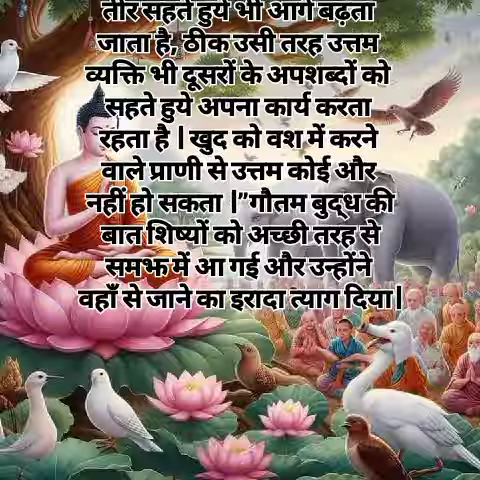 तीर सहते हुये भी आगे बढ़ता
जाता है, ठीक उसी तरह उत्तम
व्यक्ति भी दूसरों के अपशब्दों को
सहते हुये अपना कार्य करता
रहता है | खुद को वश में करने
वाले प्राणी से उत्तम कोई और
नहीं हो सकता |”गौतम बुद्ध की
बात शिष्यों को अच्छी तरह से
समझ में आ गई और उन्होंने
वहाँ से जाने का इरादा त्याग दिया|